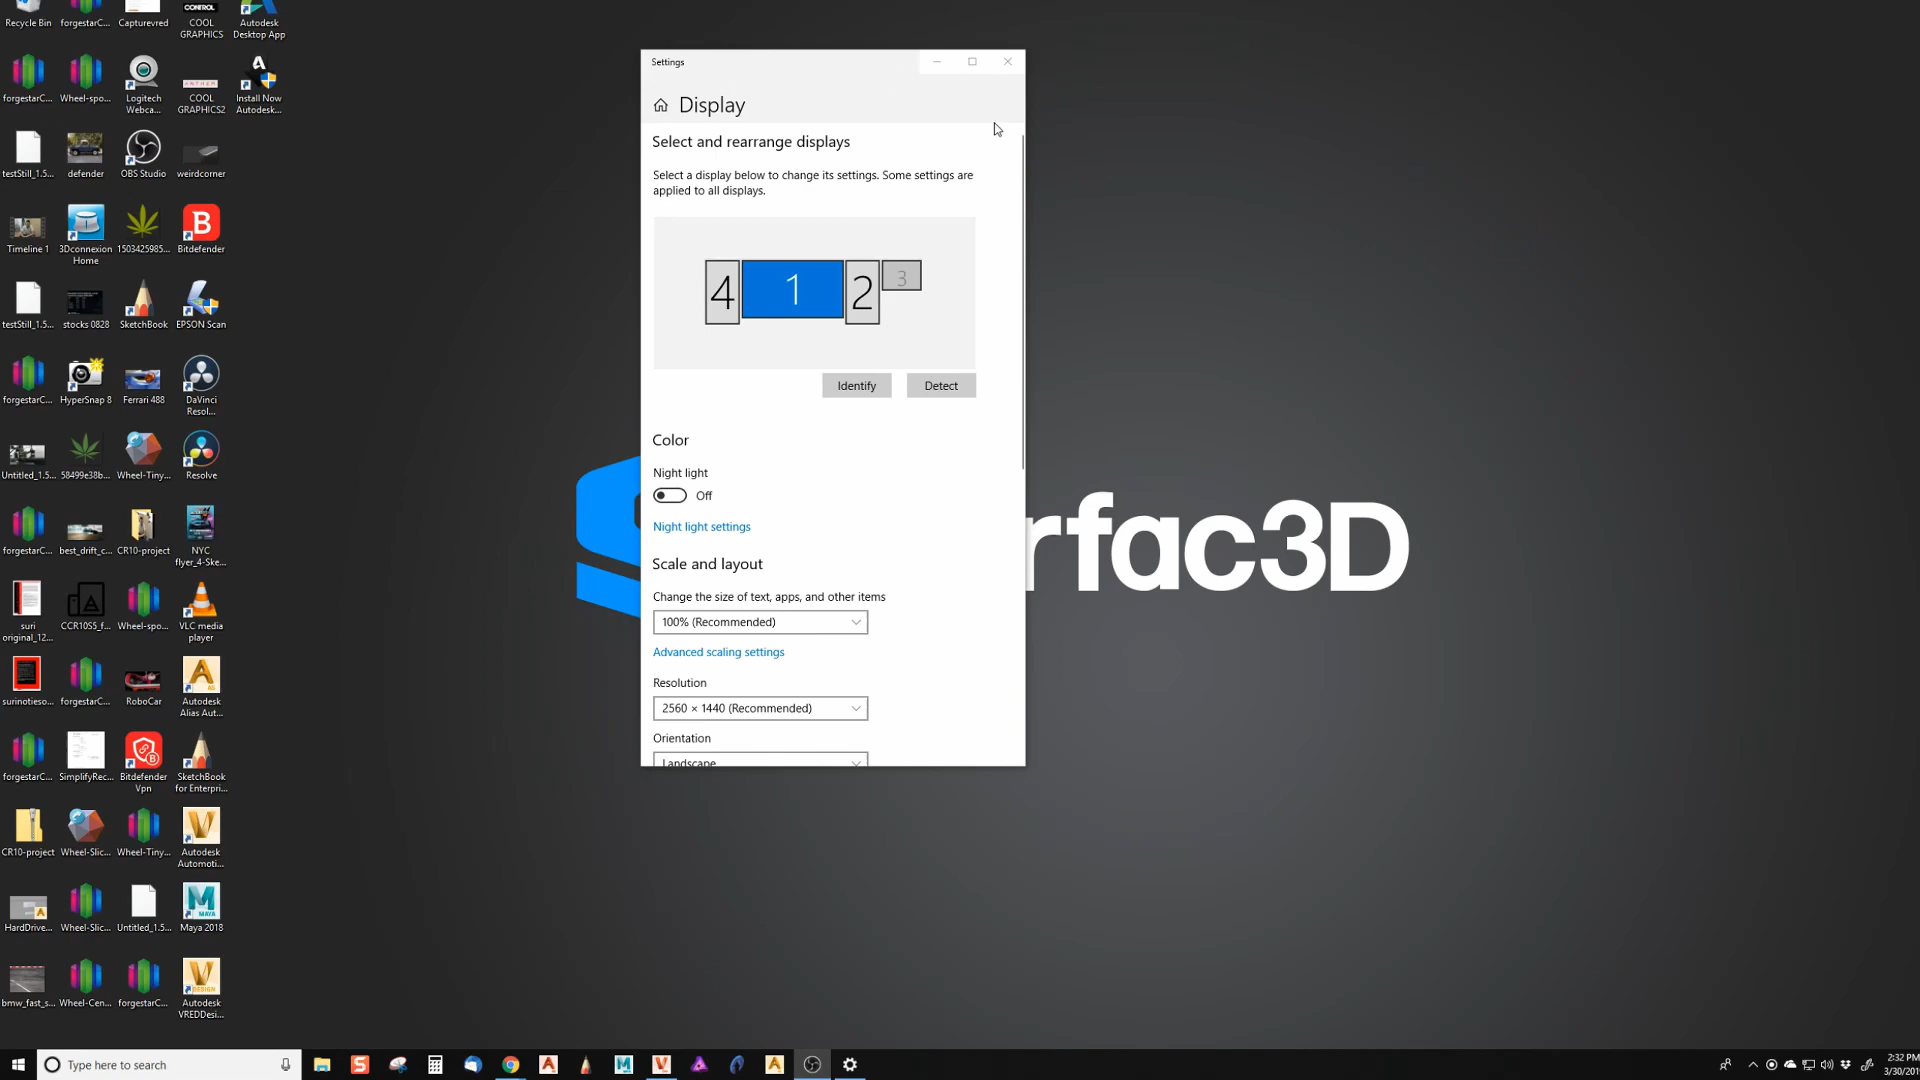 Recycle Bin
forgestarC...
Capturevred
CONTROL
COOL
GRAPHICS
Autodesk
Desktop App
forgestarC...
Wheel-spo...
Logitech
Webca...
ANTHEM
COOL
GRAPHICS2
Install Now
Autodesk...
testStill_1.5...
defender
OBS Studio
weirdcorner
Timeline 1
3Dconnexion
Home
1503425985...
Bitdefender
testStill_1.5...
stocks 0828
SketchBook
EPSON Scan
forgestarC...
HyperSnap 8
Ferrari 488
DaVinci
Resol...
Untitled_1.5...
58499e38b...
Wheel-Tiny...
Resolve
forgestarC...
best_drift_c...
CR10-project
NYC
flyer_4-Ske...
suri
original_12...
CCR10S5_f...
Wheel-spo...
VLC media
player
surinotieso...
forgestarC...
RoboCar
Autodesk
Alias Aut...
forgestarC...
SimplifyRec...
Bitdefender
Vpn
SketchBook
for Enterpri...
CR10-project
Wheel-Slic...
Wheel-Tiny...
Autodesk
Automoti...
HardDrive...
Wheel-Slic...
Untitled_1.5...
Maya 2018
bmw_fast_s...
Wheel-Cen...
forgestarC...
Autodesk
VREDDesi...
Settings
Display
Select and rearrange displays
Select a display below to change its settings. Some settings are
applied to all displays.
4 1 2 3
Identify
Detect
Color
Night light
Off
Night light settings
Scale and layout
Change the size of text, apps, and other items
100% (Recommended)
Advanced scaling settings
Resolution
2560 × 1440 (Recommended)
Orientation
Landscape
rfac3D
Type here to search
2:32 PM
3/30/201